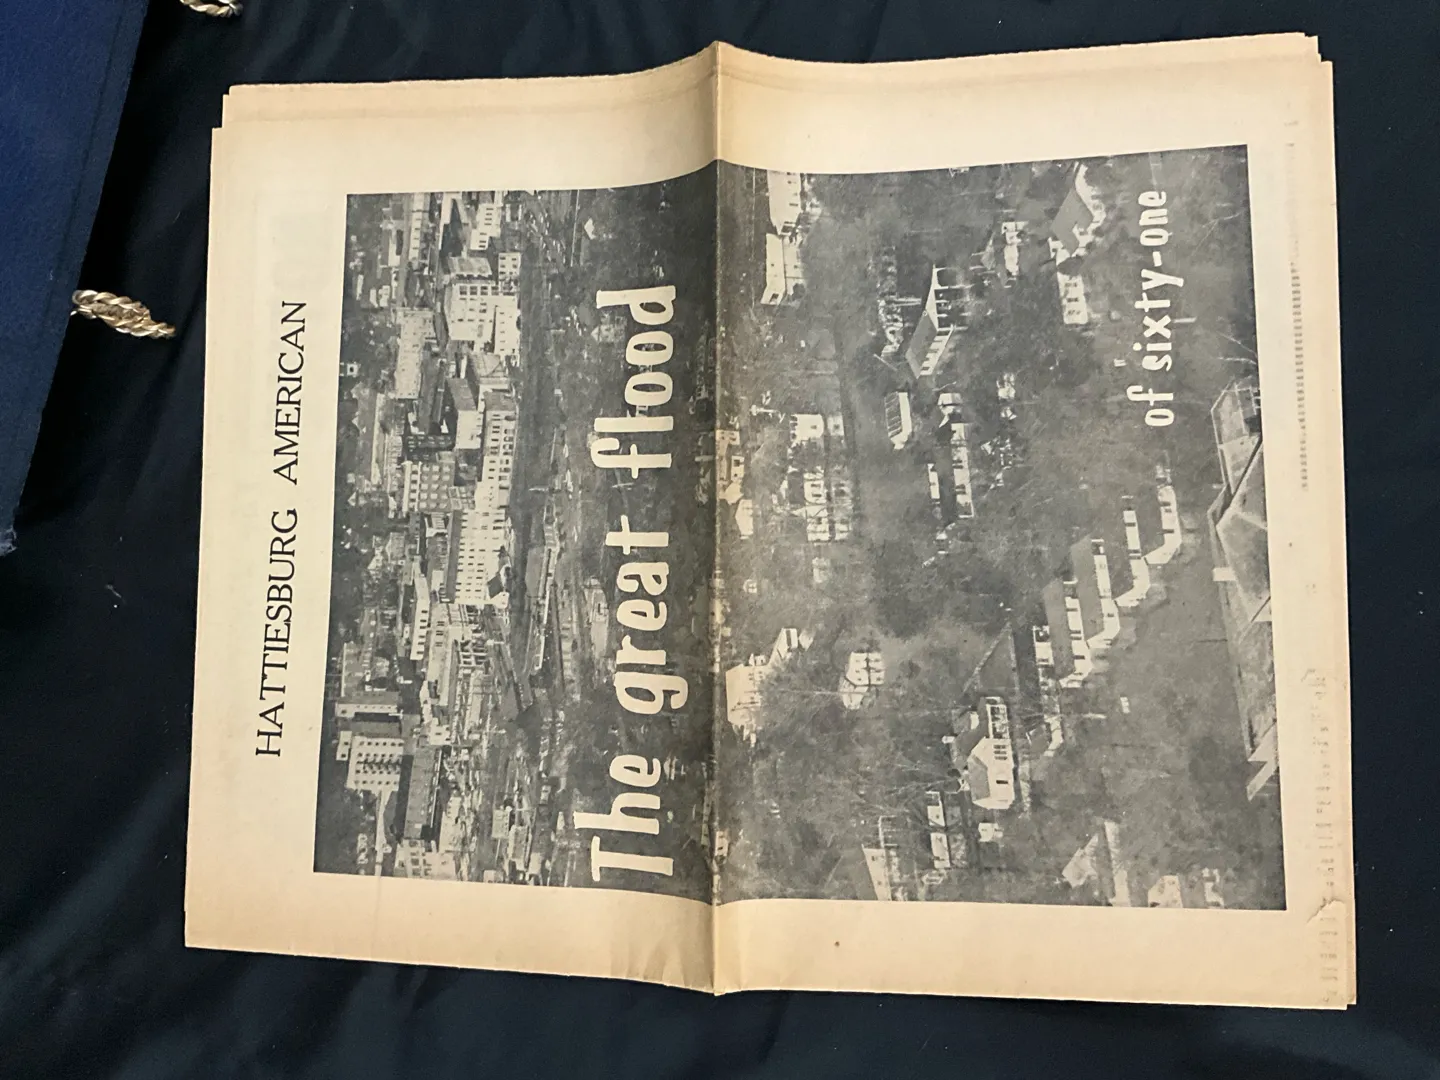 HATTIESBURG AMERICAN
The great flood
of sixty-one